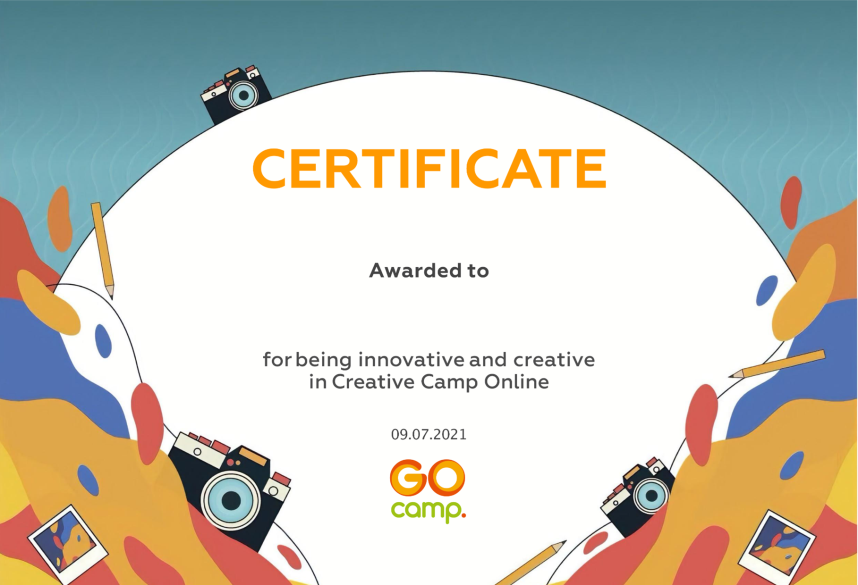 CERTIFICATE
Awarded to
for being innovative and creative
in Creative Camp Online
09.07.2021
GO
camp.